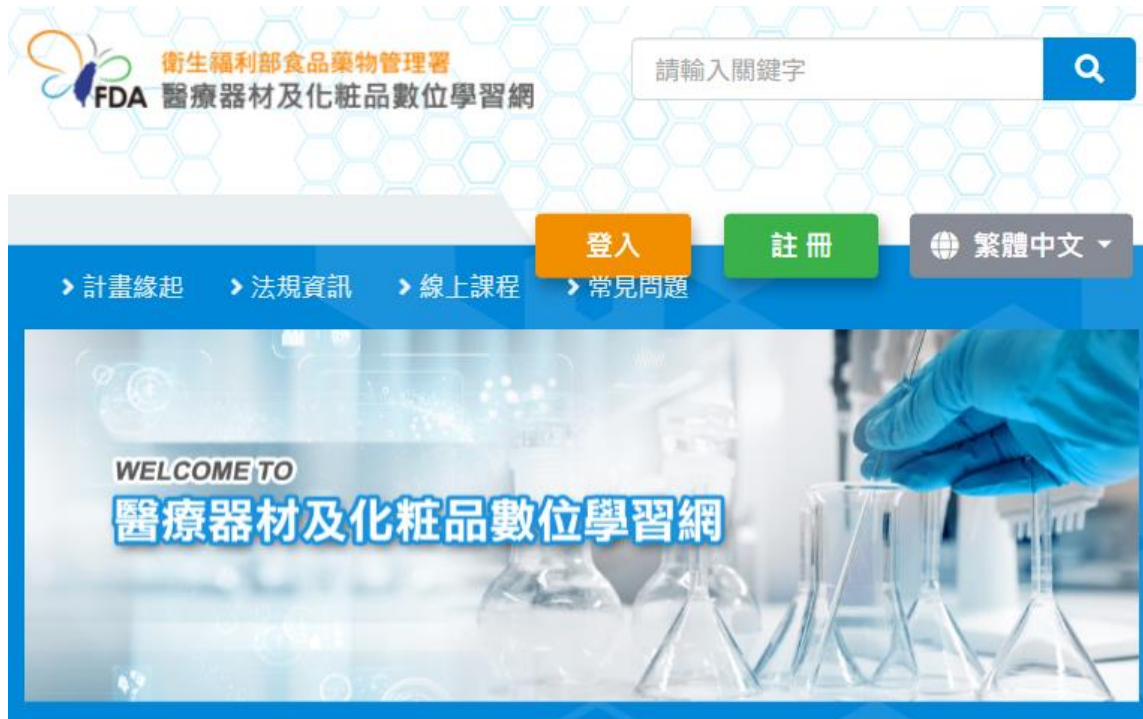 衛生福利部食品藥物管理署
FDA 醫療器材及化粧品數位學習網
請輸入關鍵字
登入
註冊
繁體中文
計畫緣起
法規資訊
線上課程
常見問題
WELCOME TO
醫療器材及化粧品數位學習網